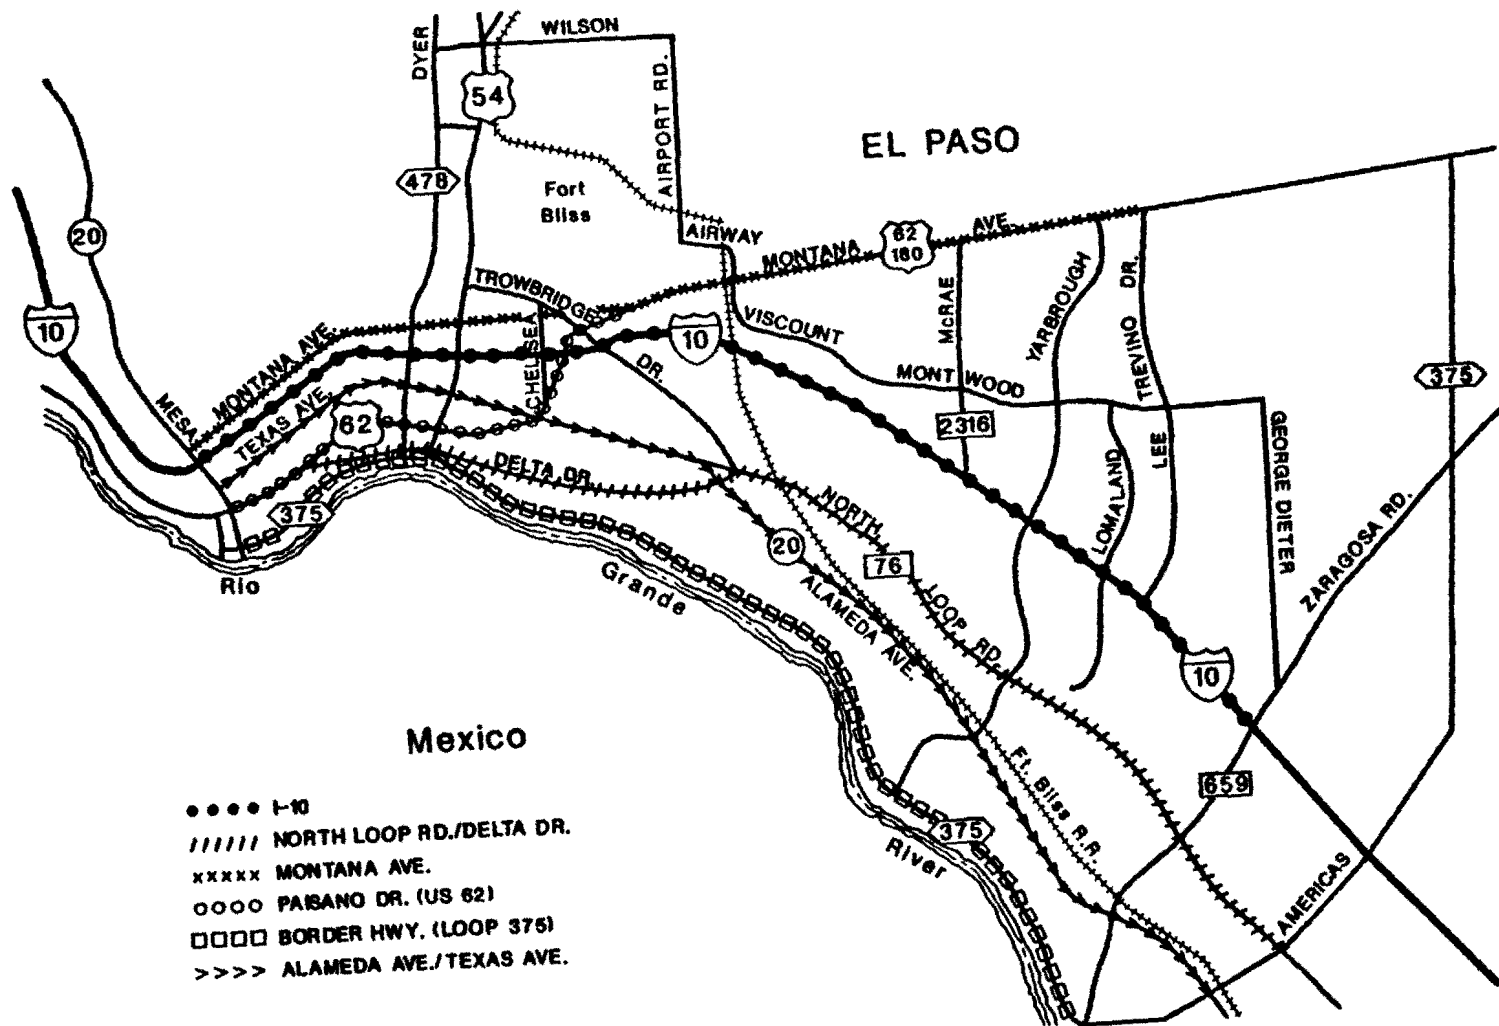 WILSON
DYER
54
AIRPORT RD.
EL PASO
478
Fort
Bliss
20
AIRWAY
MONTANA
62
180
AVE.
TROWBRIDGE
DR.
10
MONTANA AVE.
CHELSEA
10
VISCOUNT
McRAE
YARBROUGH
TREVINO DR.
LEE
MONTWOOD
375
MESA
TEXAS AVE.
62
2316
DELTA DR.
NORTH
LOOP RD.
LOMALAND
GEORGE DIETER
ZARAGOSA RD.
375
20
76
Rio
Grande
ALAMEDA AVE.
10
Mexico
Ft. Bliss R.R.
659
375
River
AMERICAS
I-10
NORTH LOOP RD./DELTA DR.
MONTANA AVE.
PAISANO DR. (US 62)
BORDER HWY. (LOOP 375)
ALAMEDA AVE./TEXAS AVE.